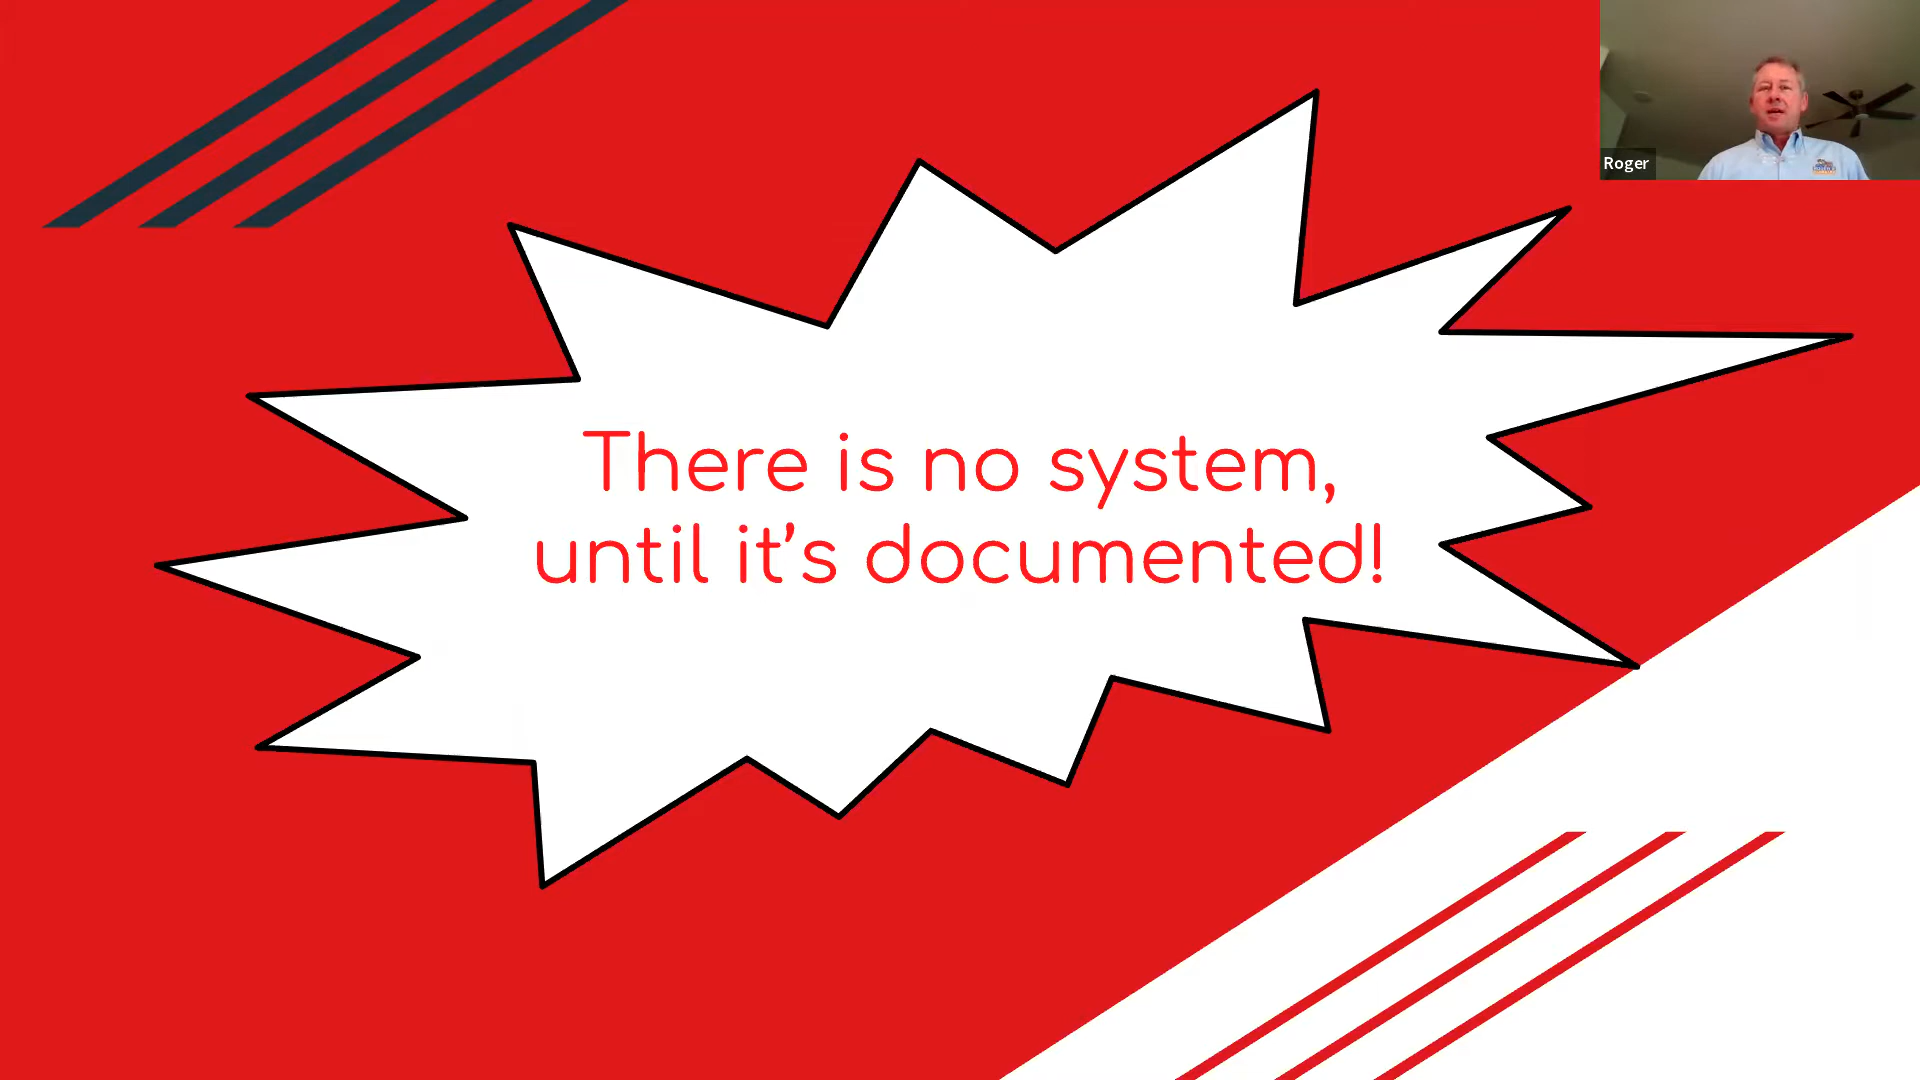 Roger
There is no system,
until it’s documented!